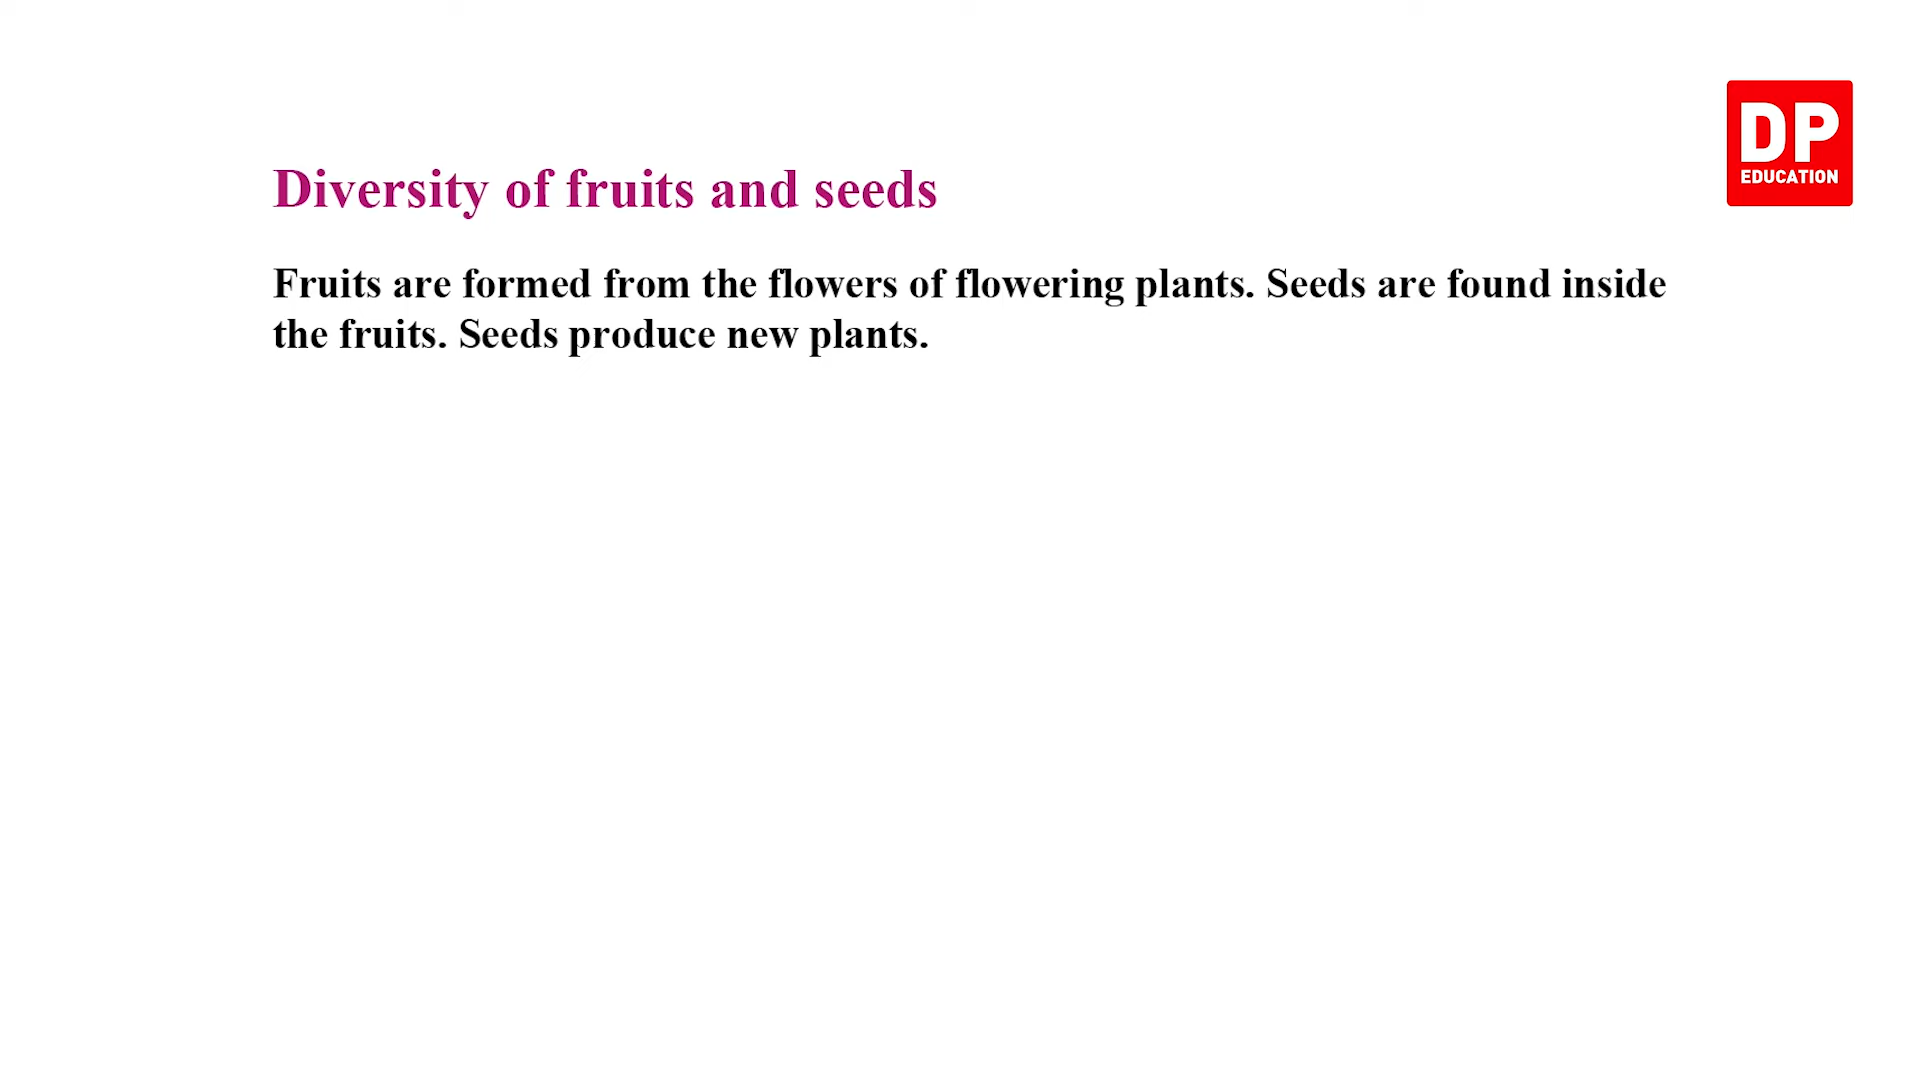 DP
EDUCATION
Diversity of fruits and seeds
Fruits are formed from the flowers of flowering plants. Seeds are found inside
the fruits. Seeds produce new plants.